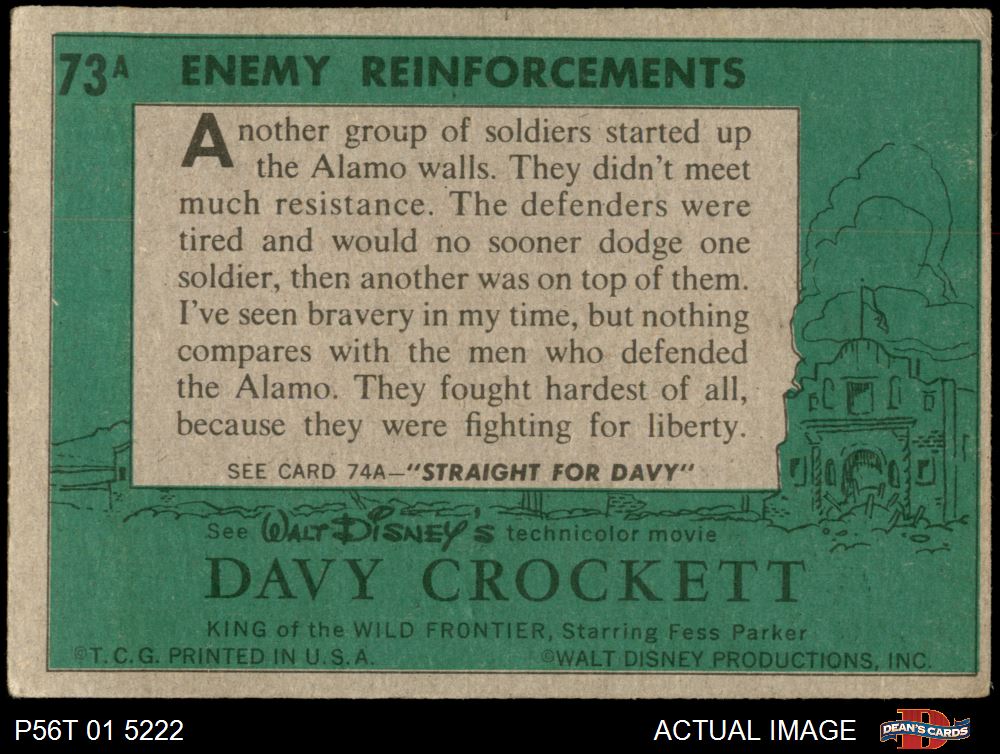 73A ENEMY REINFORCEMENTS
Another group of soldiers started up
the Alamo walls. They didn't meet
much resistance. The defenders were
tired and would no sooner dodge one
soldier, then another was on top of them.
I've seen bravery in my time, but nothing
compares with the men who defended
the Alamo. They fought hardest of all,
because they were fighting for liberty.
SEE CARD 74A—"STRAIGHT FOR DAVY"
See WALT DISNEY'S technicolor movie
DAVY CROCKETT
KING of the WILD FRONTIER, Starring Fess Parker
©T.C.G. PRINTED IN U.S.A. ©WALT DISNEY PRODUCTIONS, INC.
P56T 01 5222 ACTUAL IMAGE D DEAN'S CARDS